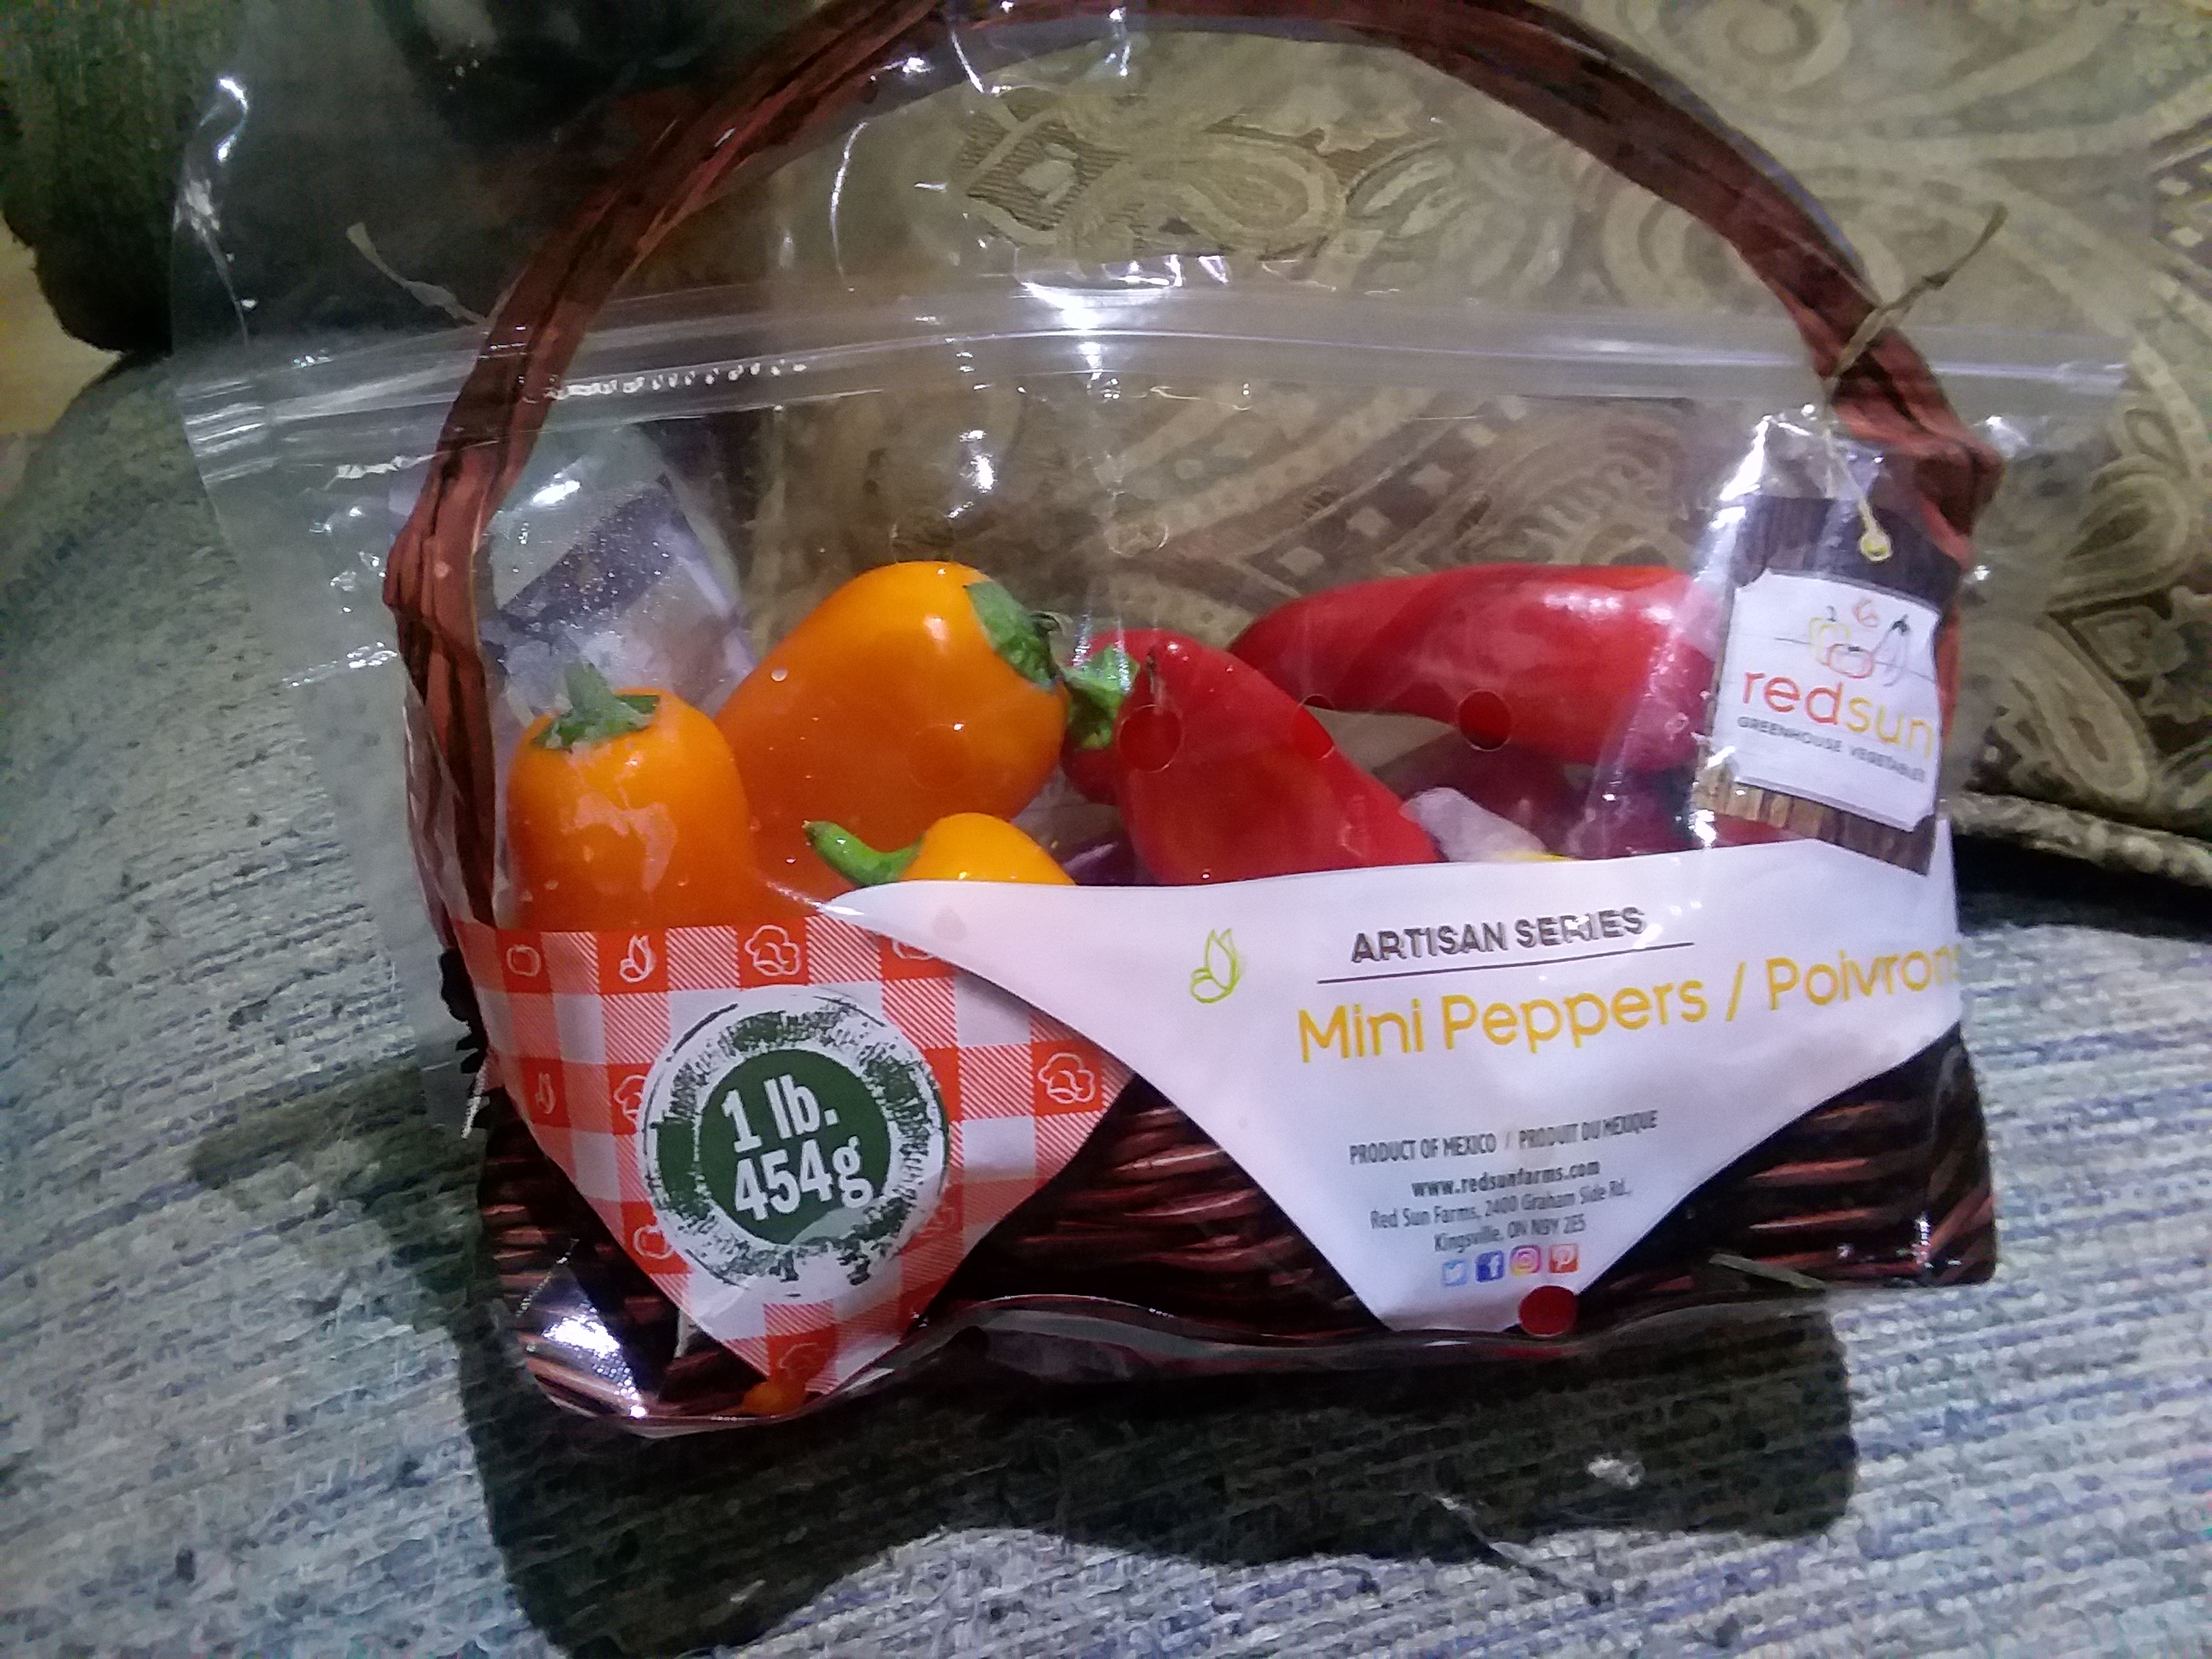 redsun
GREENHOUSE VEGETABLES
ARTISAN SERIES
Mini Peppers / Poivrons
1 lb.
454g
PRODUCT OF MEXICO / PRODUIT DU MEXIQUE
www.redsunfarms.com
Red Sun Farms, 2400 Graham Side Rd.,
Kingsville, ON N9Y 2E5